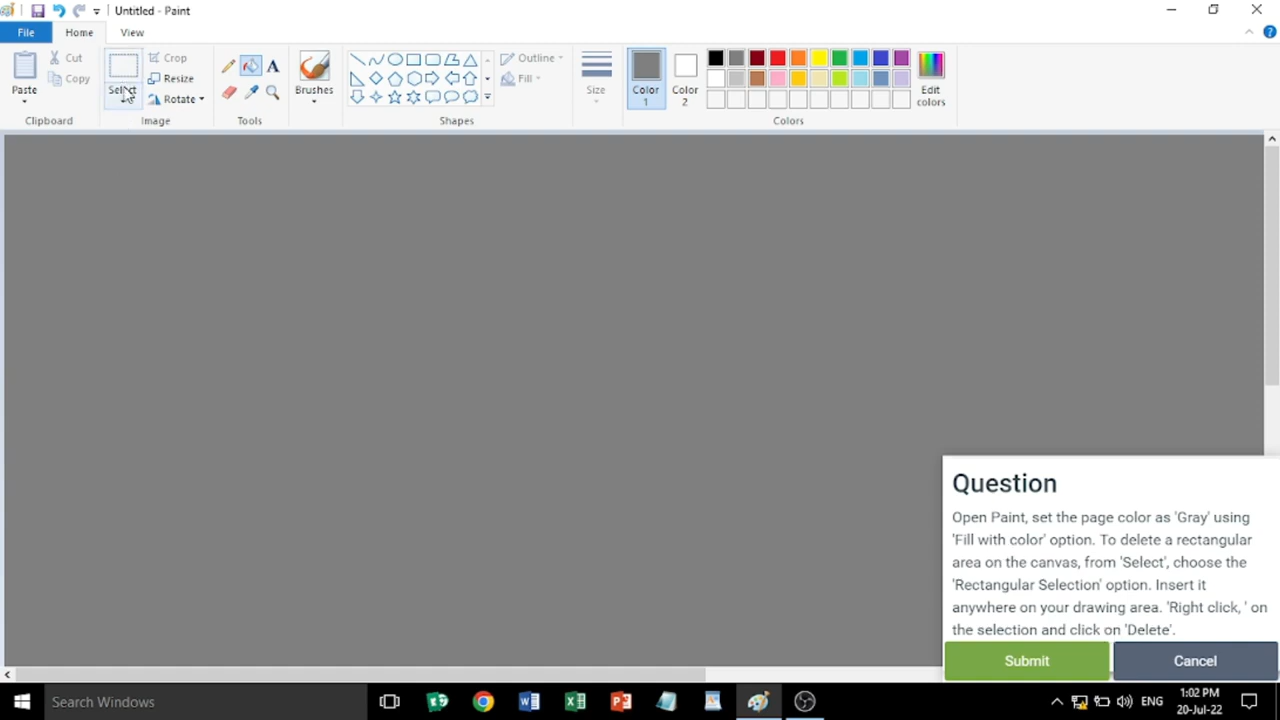 Untitled - Paint
File
Home
View
Paste
Cut
Copy
Clipboard
Select
Crop
Resize
Rotate
Image
A
Tools
Brushes
Shapes
Outline
Fill
Size
Color
1
Color
2
Edit
colors
Colors
Question
Open Paint, set the page color as 'Gray' using
'Fill with color' option. To delete a rectangular
area on the canvas, from 'Select', choose the
'Rectangular Selection' option. Insert it
anywhere on your drawing area. 'Right click, ' on
the selection and click on 'Delete'.
Submit
Cancel
Search Windows
ENG
1:02 PM
20-Jul-22